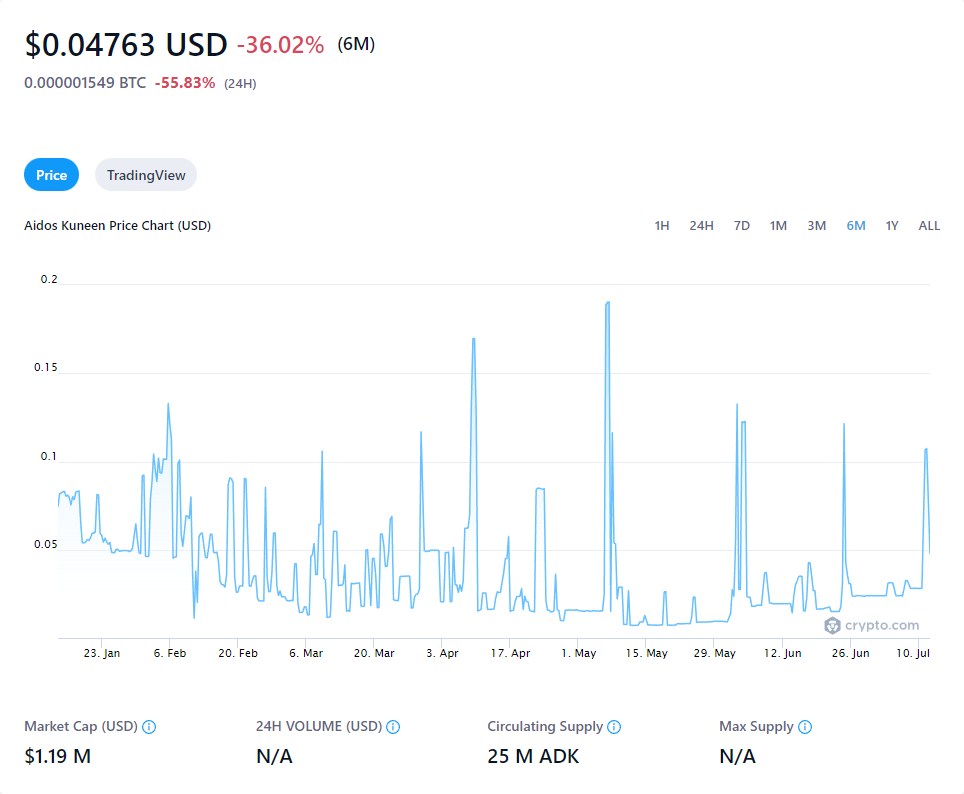 $0.04763 USD -36.02% (6M)
0.000001549 BTC -55.83% (24H)
Price TradingView
Aidos Kuneen Price Chart (USD) 1H 24H 7D 1M 3M 6M 1Y ALL
0.2
0.15
0.1
0.05
crypto.com
23. Jan 6. Feb 20. Feb 6. Mar 20. Mar 3. Apr 17. Apr 1. May 15. May 29. May 12. Jun 26. Jun 10. Jul
Market Cap (USD) 24H VOLUME (USD) Circulating Supply Max Supply
$1.19 M N/A 25 M ADK N/A